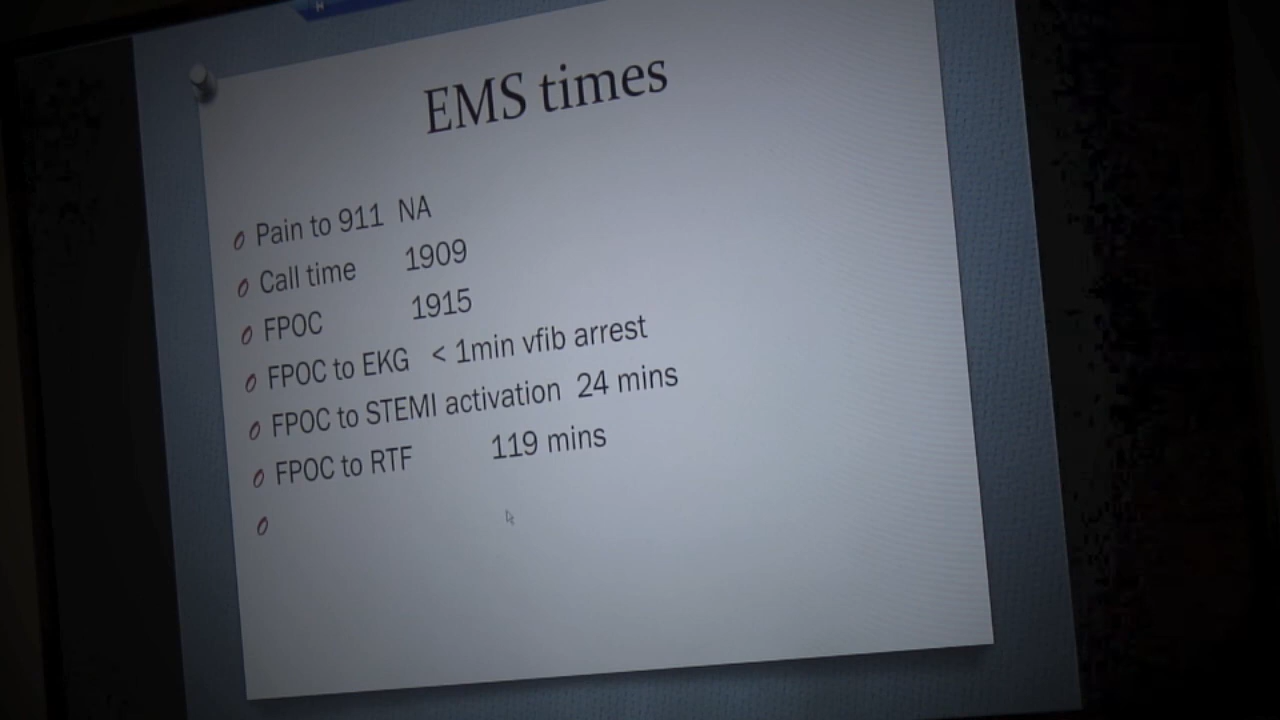 EMS times
Pain to 911 NA
Call time 1909
FPOC 1915
FPOC to EKG < 1min vfib arrest
FPOC to STEMI activation 24 mins
FPOC to RTF 119 mins